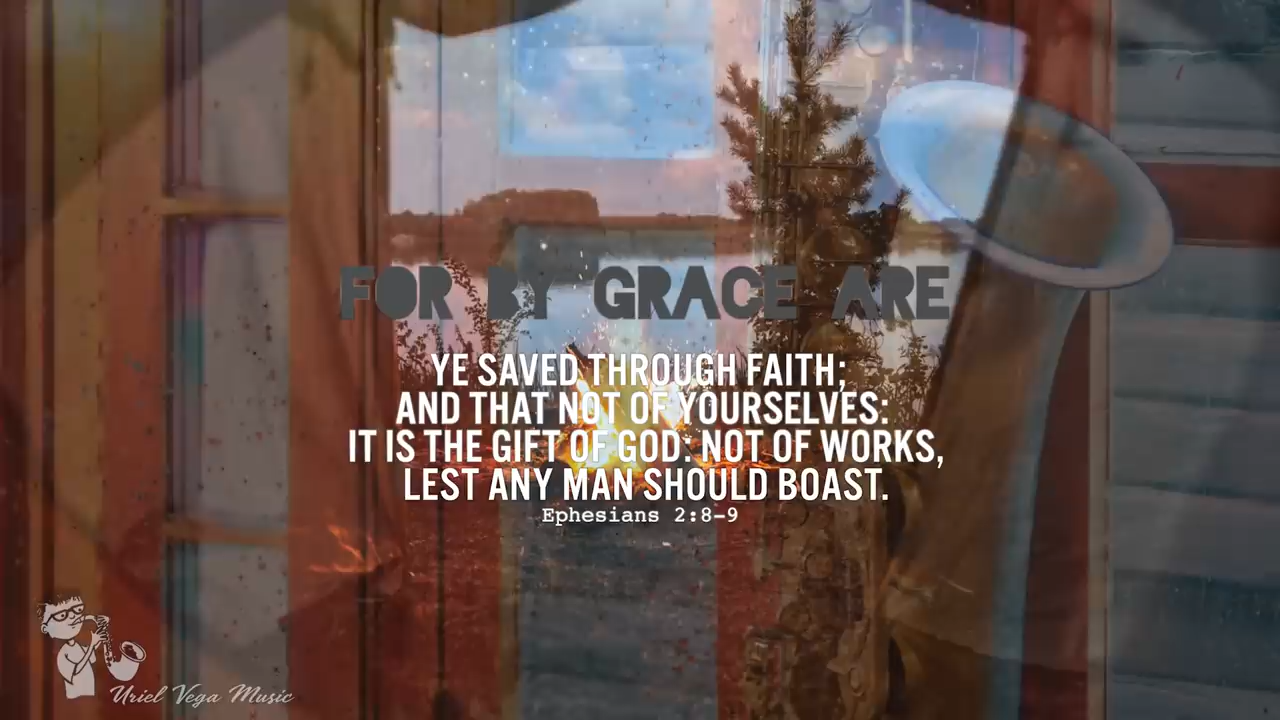 FOR BY GRACE ARE
YE SAVED THROUGH FAITH;
AND THAT NOT OF YOURSELVES:
IT IS THE GIFT OF GOD: NOT OF WORKS,
LEST ANY MAN SHOULD BOAST.
Ephesians 2:8-9
Uriel Vega Music